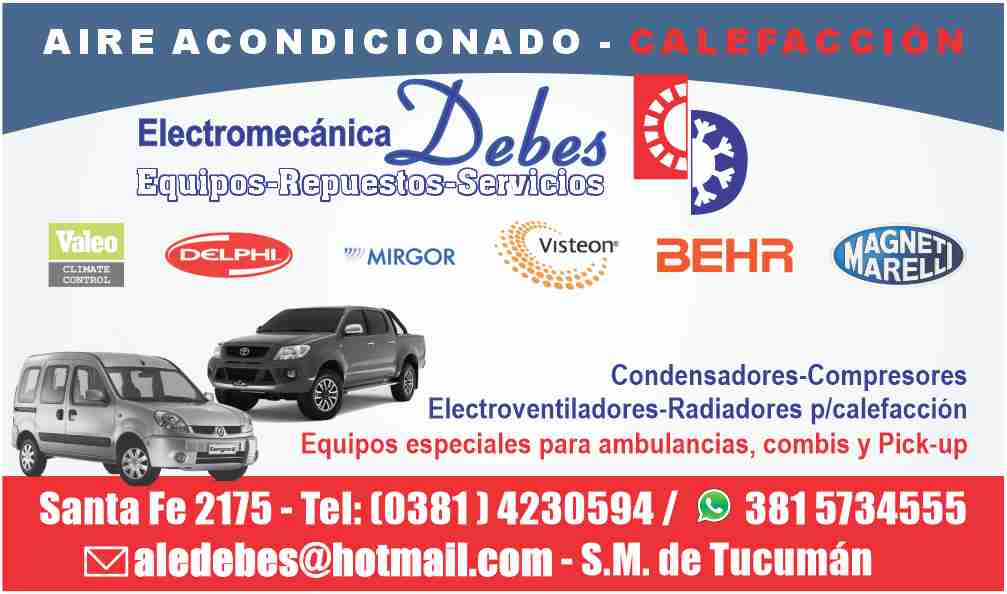 AIRE ACONDICIONADO - CALEFACCIÓN
Electromecánica Debes
Equipos-Repuestos-Servicios
Valeo
CLIMATE
CONTROL
DELPHI
MIRGOR
Visteon®
BEHR
MAGNETI
MARELLI
Condensadores-Compresores
Electroventiladores-Radiadores p/calefacción
Equipos especiales para ambulancias, combis y Pick-up
Kangoo
Santa Fe 2175 - Tel: (0381 ) 4230594 / 381 5734555
aledebes@hotmail.com - S.M. de Tucumán